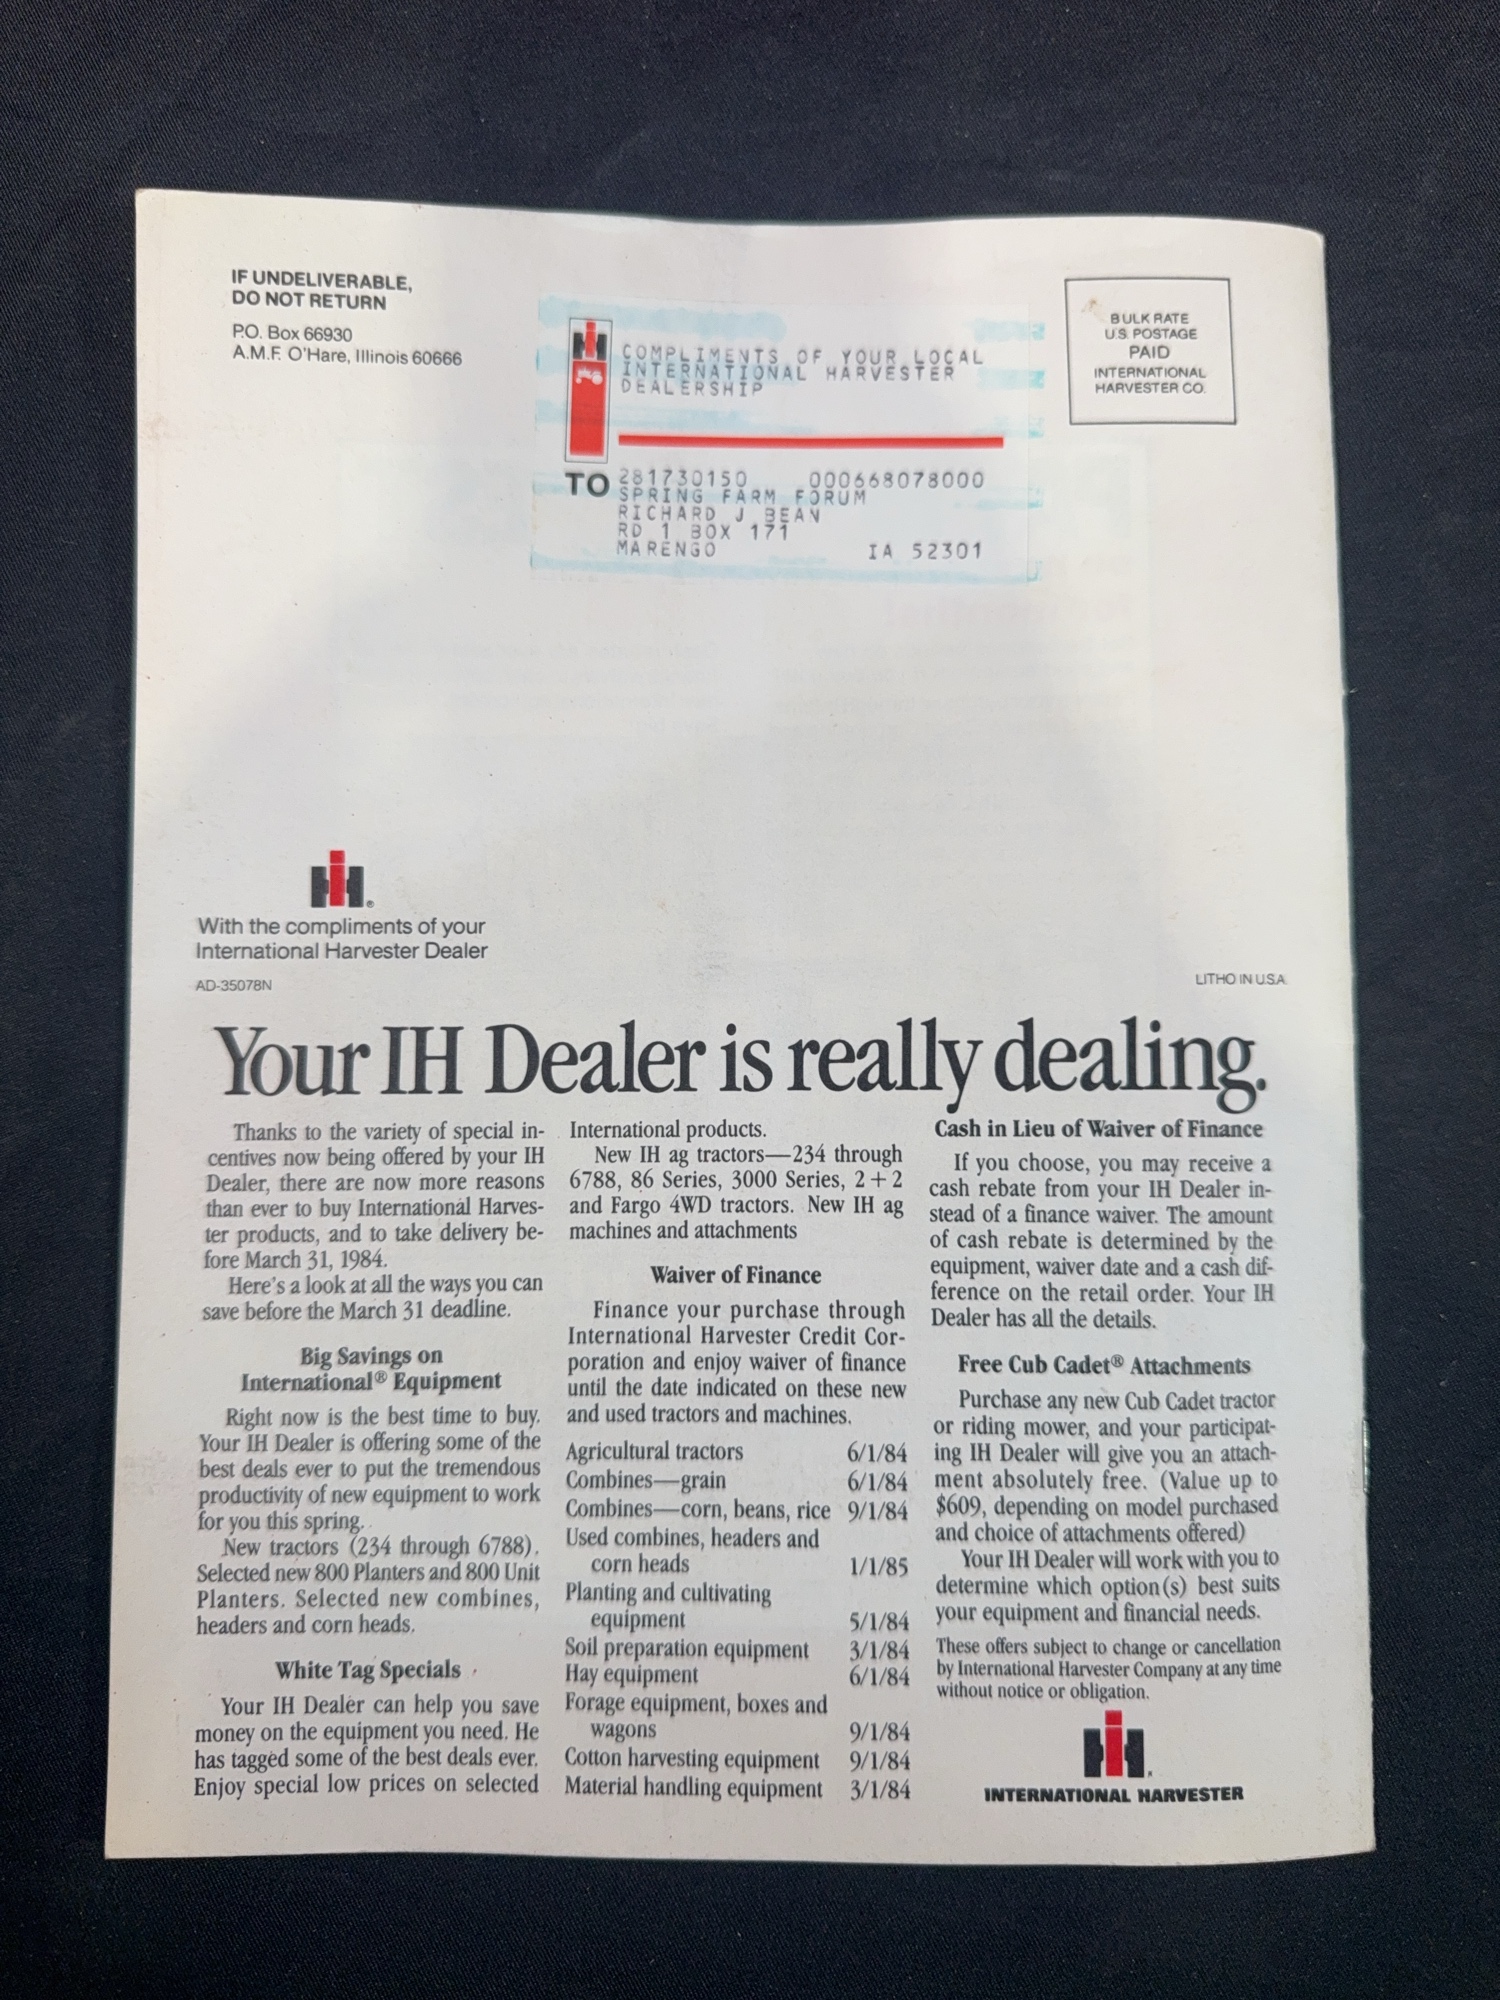 IF UNDELIVERABLE,
DO NOT RETURN
P.O. Box 66930
A.M.F. O'Hare, Illinois 60666
COMPLIMENTS OF YOUR LOCAL
INTERNATIONAL HARVESTER
DEALERSHIP
TO 281730150 000668078000
SPRING FARM FORUM
RICHARD J BEAN
RD 1 BOX 171
MARENGO IA 52301
BULK RATE
U.S. POSTAGE
PAID
INTERNATIONAL
HARVESTER CO.
With the compliments of your
International Harvester Dealer
AD-35078N
LITHO IN U.S.A.
Your IH Dealer is really dealing.
Thanks to the variety of special in-
centives now being offered by your IH
Dealer, there are now more reasons
than ever to buy International Harves-
ter products, and to take delivery be-
fore March 31, 1984.
Here's a look at all the ways you can
save before the March 31 deadline.
Big Savings on
International® Equipment
Right now is the best time to buy.
Your IH Dealer is offering some of the
best deals ever to put the tremendous
productivity of new equipment to work
for you this spring.
New tractors (234 through 6788).
Selected new 800 Planters and 800 Unit
Planters. Selected new combines,
headers and corn heads.
White Tag Specials
Your IH Dealer can help you save
money on the equipment you need. He
has tagged some of the best deals ever.
Enjoy special low prices on selected
International products.
New IH ag tractors—234 through
6788, 86 Series, 3000 Series, 2+2
and Fargo 4WD tractors. New IH ag
machines and attachments
Waiver of Finance
Finance your purchase through
International Harvester Credit Cor-
poration and enjoy waiver of finance
until the date indicated on these new
and used tractors and machines.
Agricultural tractors 6/1/84
Combines—grain 6/1/84
Combines—corn, beans, rice 9/1/84
Used combines, headers and
corn heads 1/1/85
Planting and cultivating
equipment 5/1/84
Soil preparation equipment 3/1/84
Hay equipment 6/1/84
Forage equipment, boxes and
wagons 9/1/84
Cotton harvesting equipment 9/1/84
Material handling equipment 3/1/84
Cash in Lieu of Waiver of Finance
If you choose, you may receive a
cash rebate from your IH Dealer in-
stead of a finance waiver. The amount
of cash rebate is determined by the
equipment, waiver date and a cash dif-
ference on the retail order. Your IH
Dealer has all the details.
Free Cub Cadet® Attachments
Purchase any new Cub Cadet tractor
or riding mower, and your participat-
ing IH Dealer will give you an attach-
ment absolutely free. (Value up to
$609, depending on model purchased
and choice of attachments offered)
Your IH Dealer will work with you to
determine which option(s) best suits
your equipment and financial needs.
These offers subject to change or cancellation
by International Harvester Company at any time
without notice or obligation.
INTERNATIONAL HARVESTER